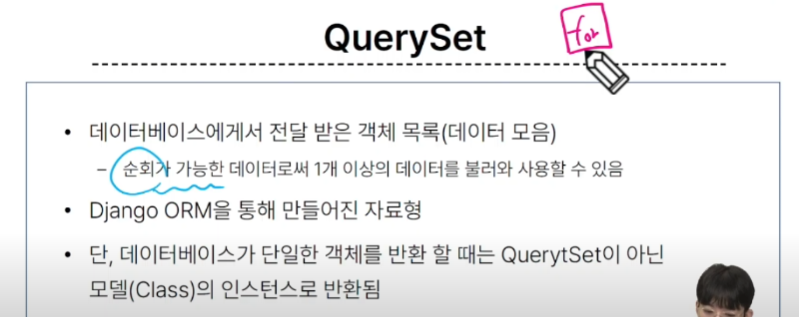 QuerySet
for
• 데이터베이스에게서 전달 받은 객체 목록(데이터 모음)
– 순회가 가능한 데이터로써 1개 이상의 데이터를 불러와 사용할 수 있음
• Django ORM을 통해 만들어진 자료형
• 단, 데이터베이스가 단일한 객체를 반환 할 때는 QuerytSet이 아닌
모델(Class)의 인스턴스로 반환됨